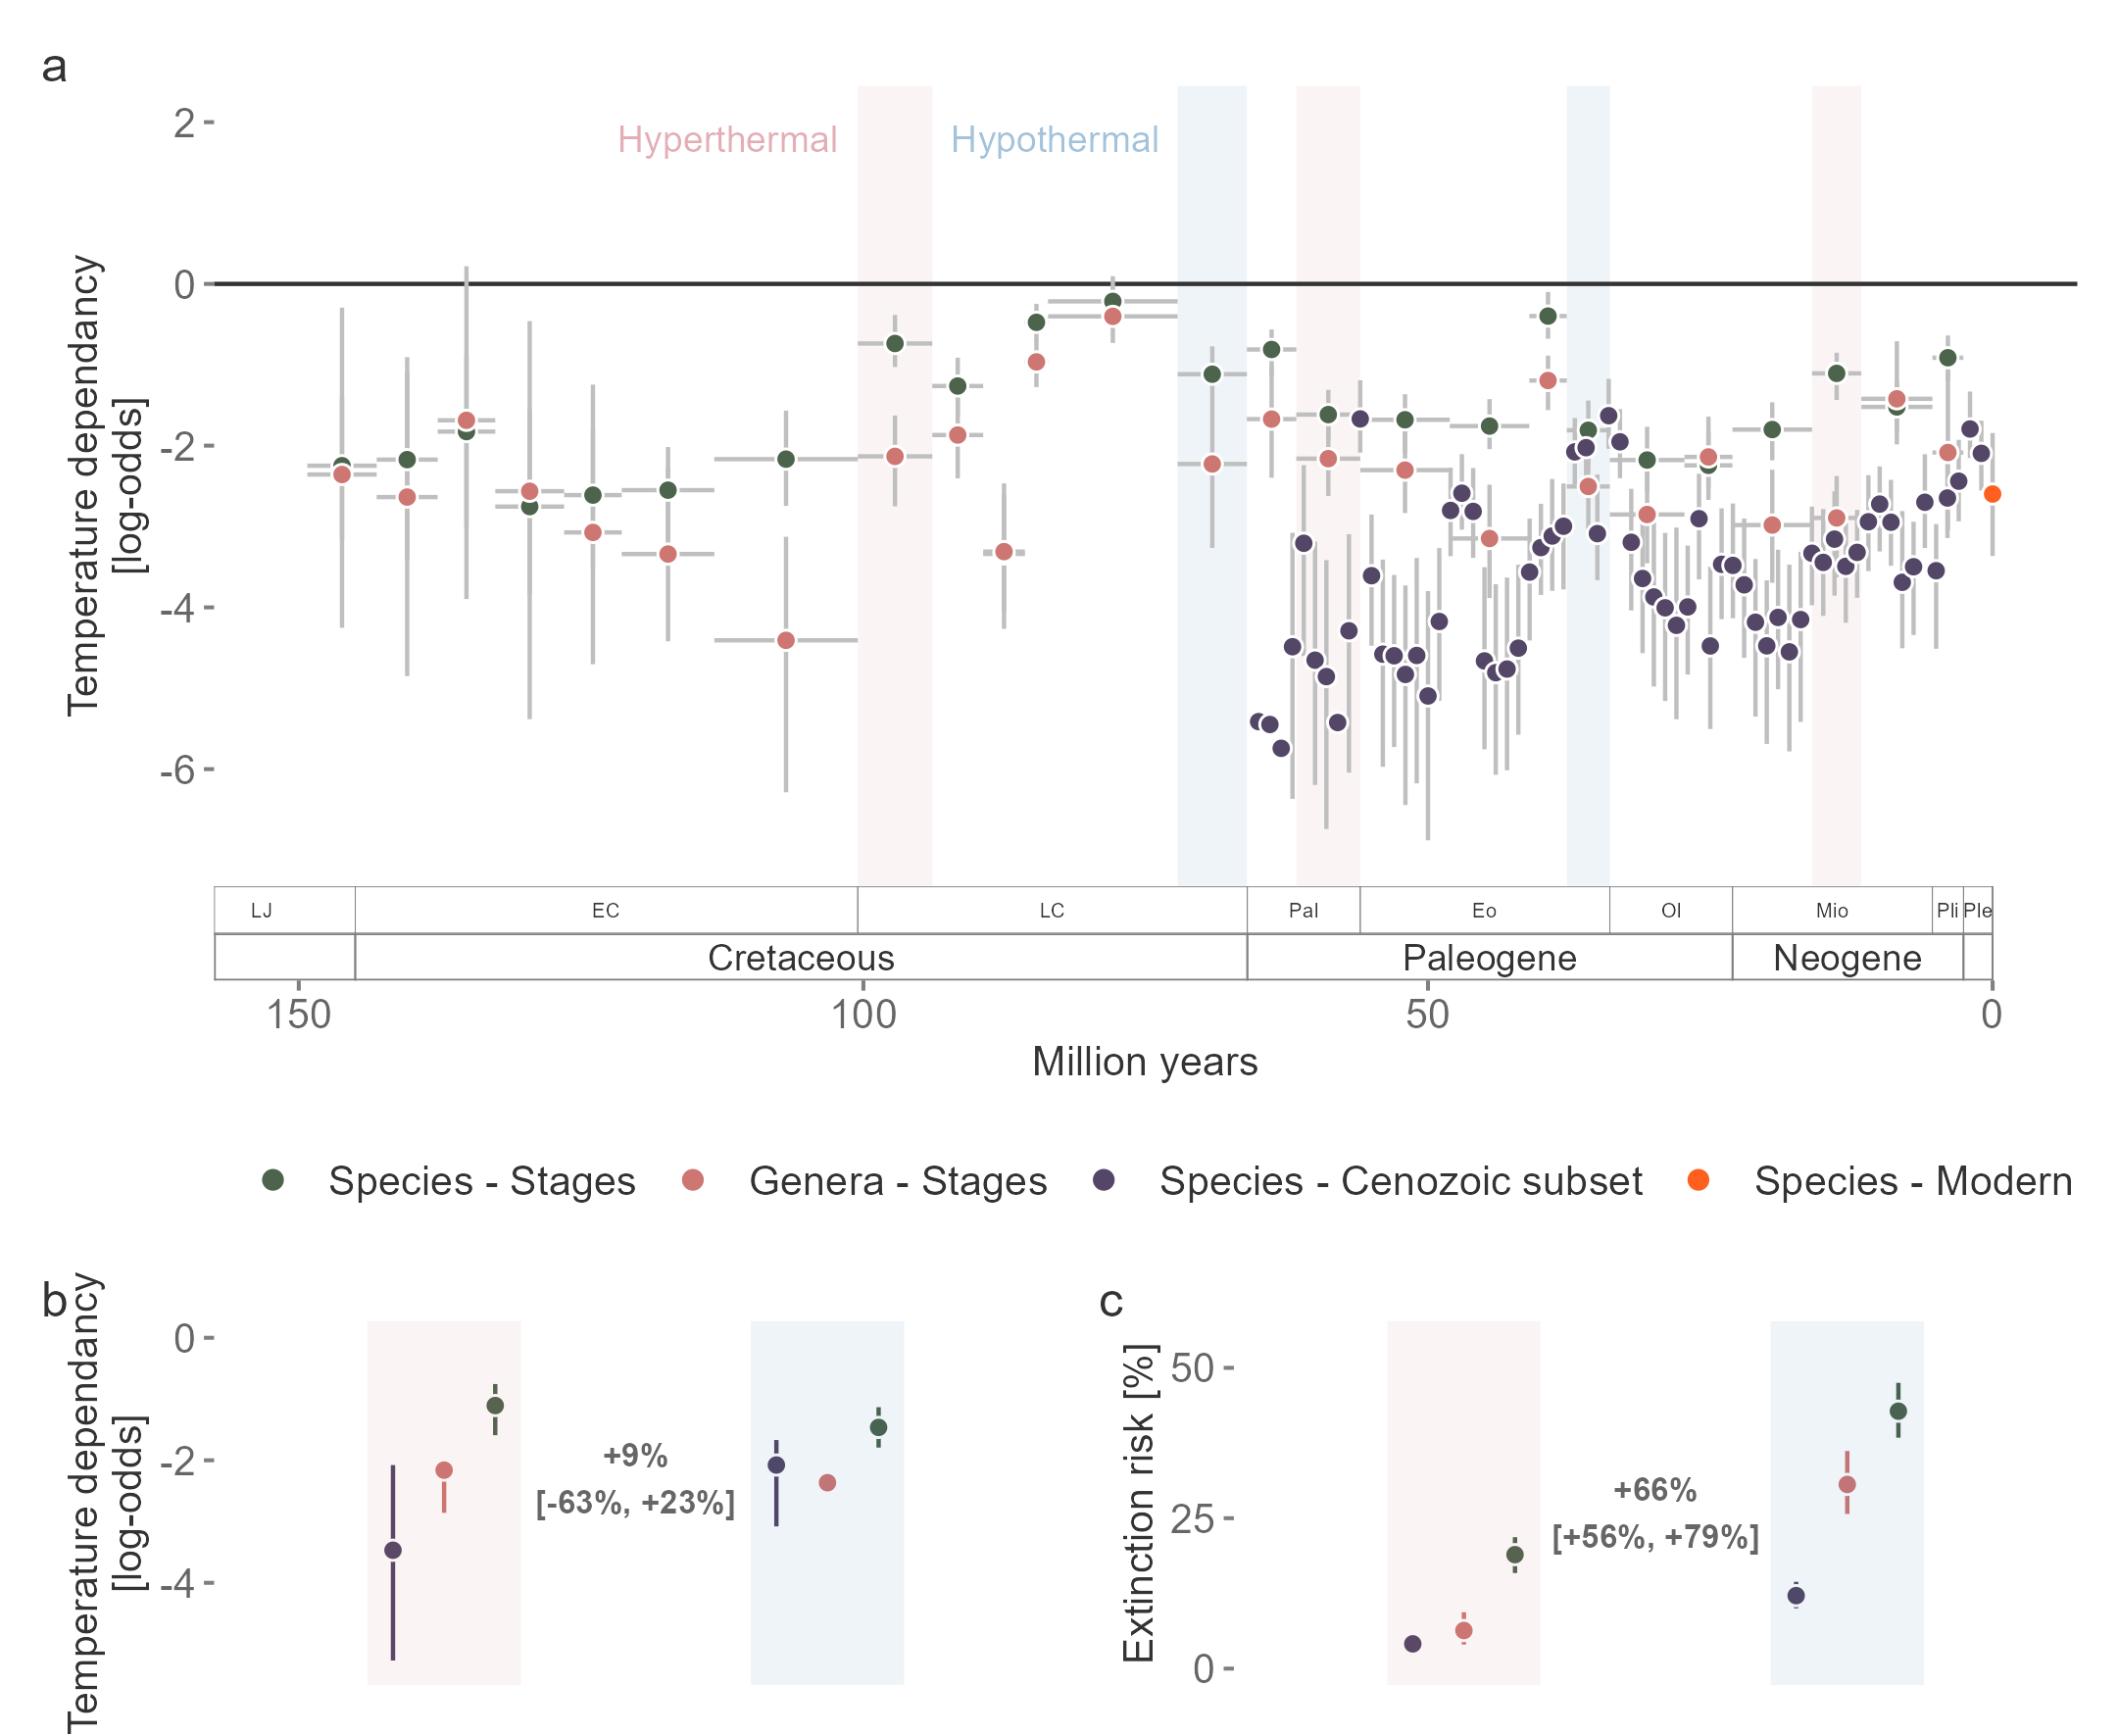 a
2
0
-2
-4
-6
Temperature dependancy
[log-odds]
Hyperthermal
Hypothermal
LJ
EC
LC
Pal
Eo
Ol
Mio
Pli
Ple
Cretaceous
Paleogene
Neogene
150
100
50
0
Million years
Species - Stages
Genera - Stages
Species - Cenozoic subset
Species - Modern
b
Temperature dependancy
[log-odds]
0
-2
-4
+9%
[-63%, +23%]
c
Extinction risk [%]
50
25
0
+66%
[+56%, +79%]